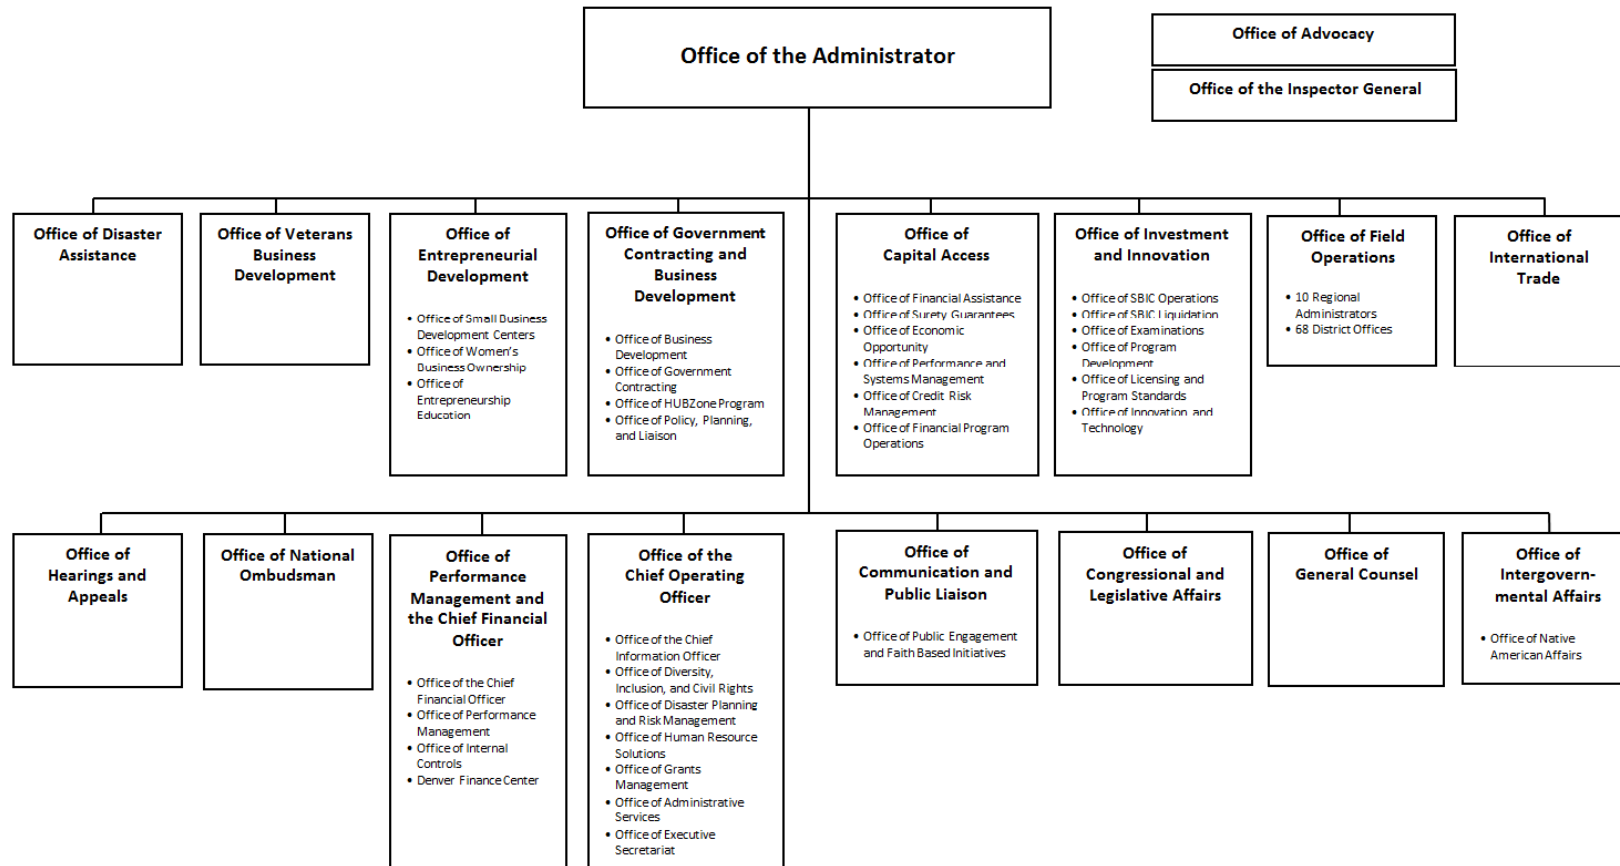 Office of the Administrator
Office of Advocacy
Office of the Inspector General
Office of Disaster
Assistance
Office of Veterans
Business
Development
Office of
Entrepreneurial
Development
• Office of Small Business
Development Centers
• Office of Women's
Business Ownership
• Office of
Entrepreneurship
Education
Office of Government
Contracting and
Business
Development
• Office of Business
Development
• Office of Government
Contracting
• Office of HUBZone Program
• Office of Policy, Planning,
and Liaison
Office of
Capital Access
• Office of Financial Assistance
• Office of Surety Guarantees
• Office of Economic
Opportunity
• Office of Performance and
Systems Management
• Office of Credit Risk
Management
• Office of Financial Program
Operations
Office of Investment
and Innovation
• Office of SBIC Operations
• Office of SBIC Liquidation
• Office of Examinations
• Office of Program
Development
• Office of Licensing and
Program Standards
• Office of Innovation and
Technology
Office of Field
Operations
• 10 Regional
Administrators
• 68 District Offices
Office of
International
Trade
Office of
Hearings and
Appeals
Office of National
Ombudsman
Office of
Performance
Management and
the Chief Financial
Officer
• Office of the Chief
Financial Officer
• Office of Performance
Management
• Office of Internal
Controls
• Denver Finance Center
Office of the
Chief Operating
Officer
• Office of the Chief
Information Officer
• Office of Diversity,
Inclusion, and Civil Rights
• Office of Disaster Planning
and Risk Management
• Office of Human Resource
Solutions
• Office of Grants
Management
• Office of Administrative
Services
• Office of Executive
Secretariat
Office of
Communication and
Public Liaison
• Office of Public Engagement
and Faith Based Initiatives
Office of
Congressional and
Legislative Affairs
Office of
General Counsel
Office of
Intergovern-
mental Affairs
• Office of Native
American Affairs